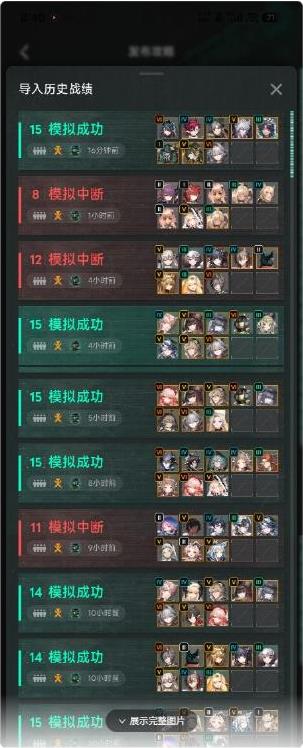 发布攻略
导入历史战绩
15 模拟成功
16分钟前
8 模拟中断
1小时前
12 模拟中断
4小时前
15 模拟成功
4小时前
15 模拟成功
5小时前
15 模拟成功
8小时前
11 模拟中断
9小时前
14 模拟成功
10小时前
14 模拟成功
10小时前
15 模拟成功
展示完整图片